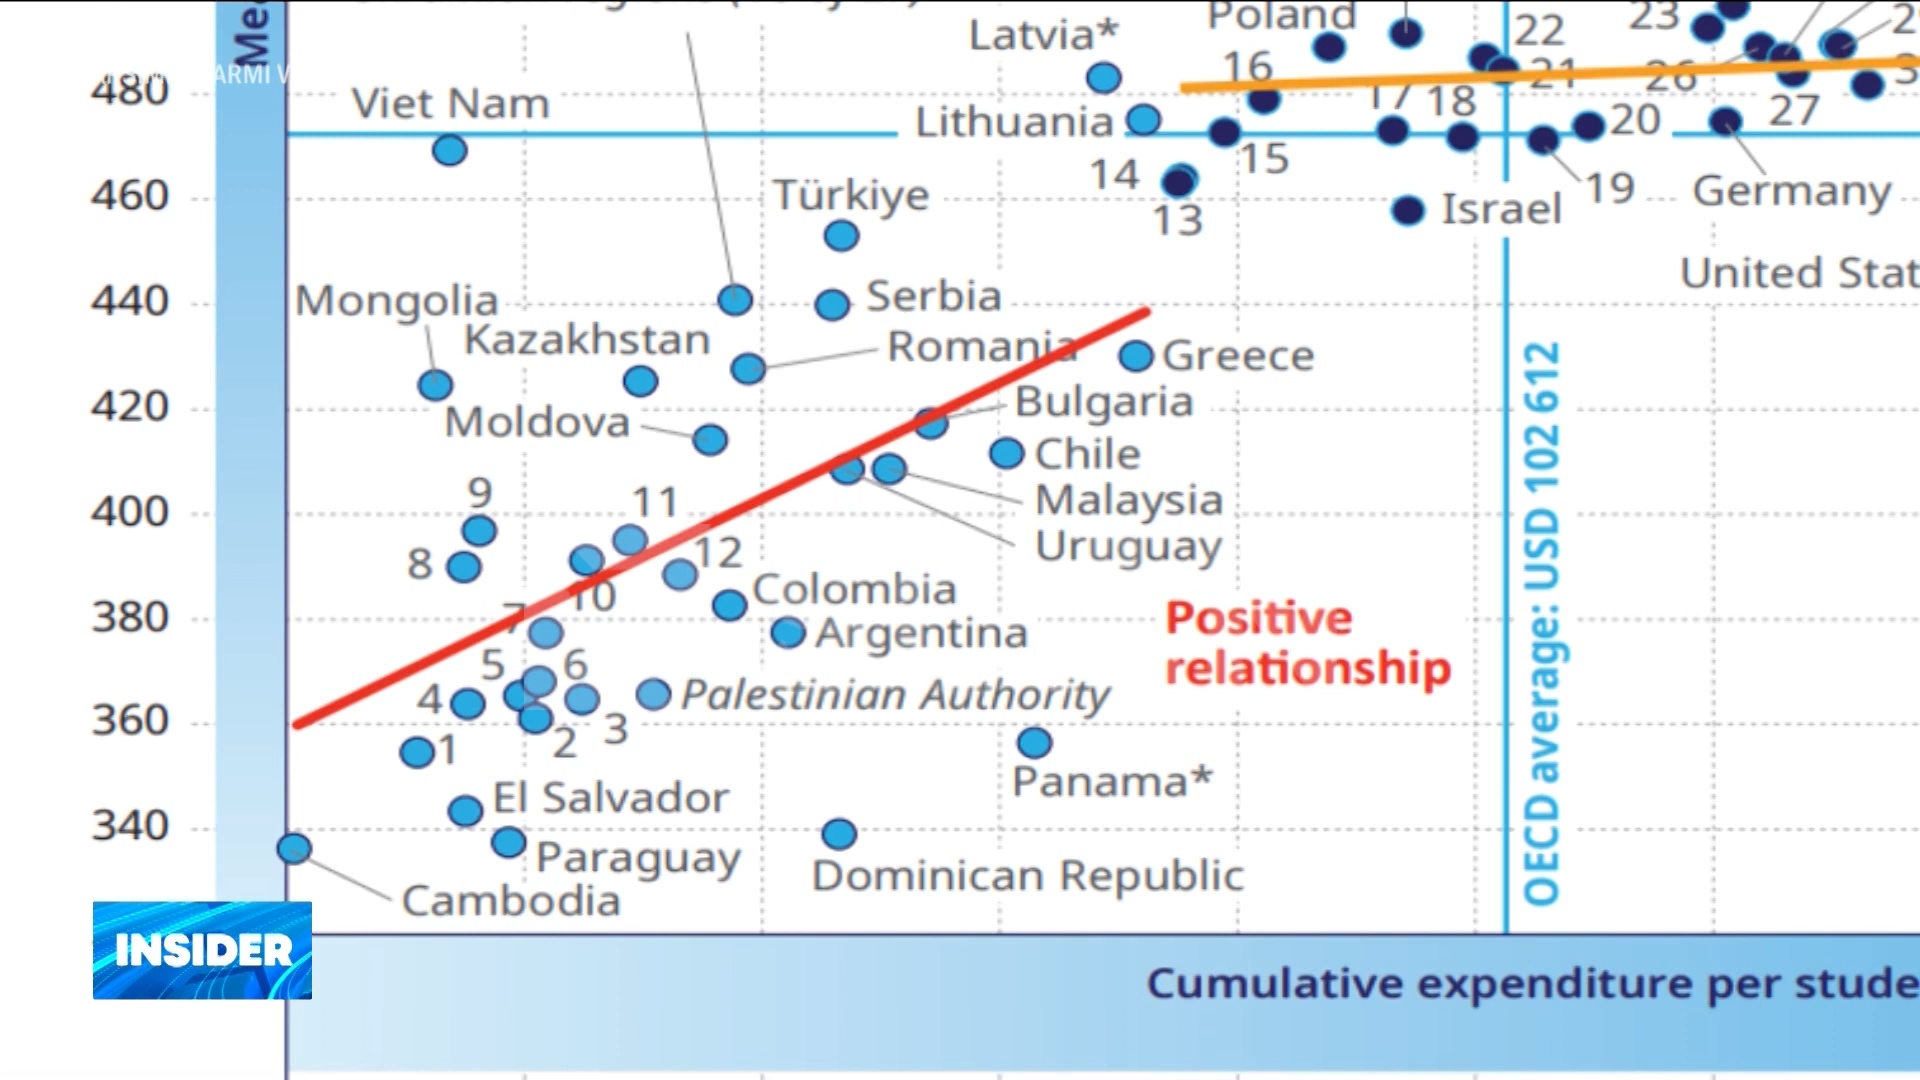 Me
Latvia*
Poland
22
23
16
21
26
480
Viet Nam
17
18
27
Lithuania
20
15
14
460
Türkiye
19
Germany
13
Israel
United Stat
440
Mongolia
Serbia
Kazakhstan
Romania
Greece
420
Moldova
Bulgaria
Chile
9
11
Malaysia
400
8
12
Uruguay
10
Colombia
380
7
Argentina
Positive
relationship
5
6
4
Palestinian Authority
360
1
2
3
Panama*
El Salvador
340
Paraguay
Dominican Republic
Cambodia
OECD average: USD 102 612
INSIDER
Cumulative expenditure per stude